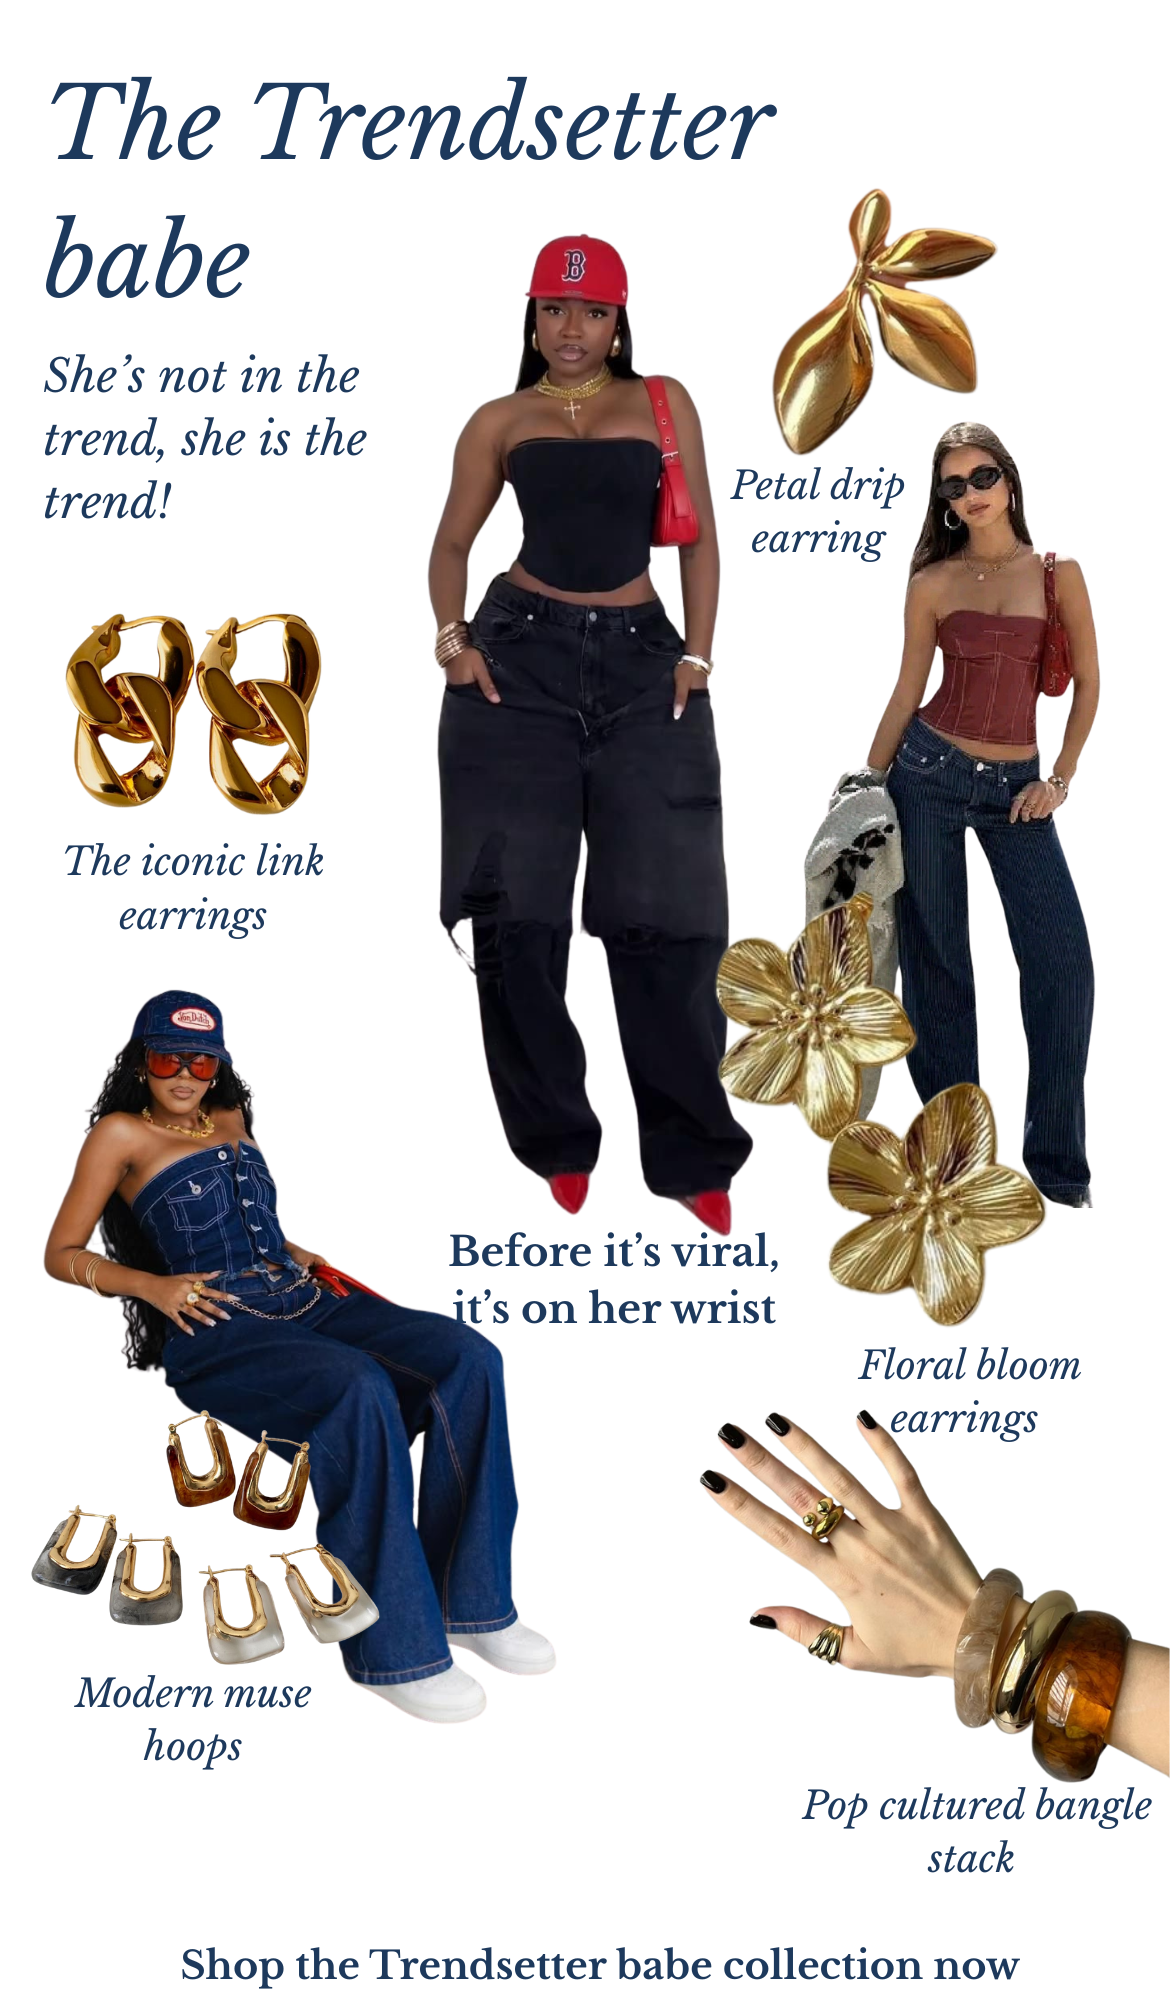 The Trendsetter
babe
She’s not in the
trend, she is the
trend!
B
Petal drip
earring
The iconic link
earrings
Von Dutch
Before it’s viral,
it’s on her wrist
Floral bloom
earrings
Modern muse
hoops
Pop cultured bangle
stack
Shop the Trendsetter babe collection now